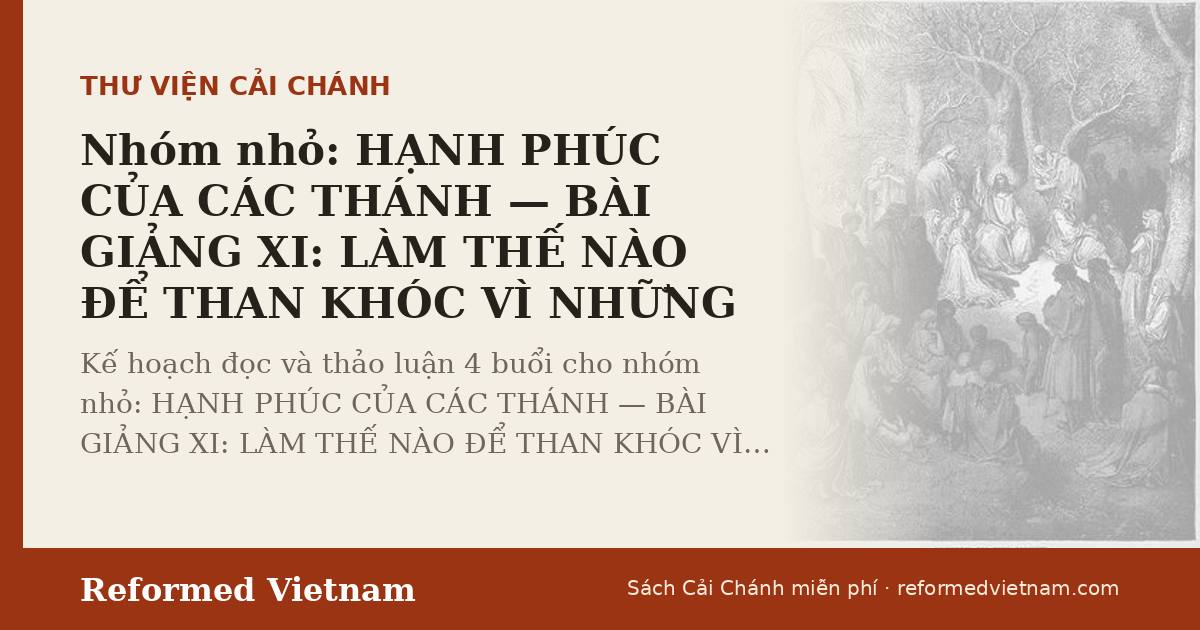 THƯ VIỆN CẢI CHÁNH
Nhóm nhỏ: HẠNH PHÚC
CỦA CÁC THÁNH — BÀI
GIẢNG XI: LÀM THẾ NÀO
ĐỂ THAN KHÓC VÌ NHỮNG
Kế hoạch đọc và thảo luận 4 buổi cho nhóm
nhỏ: HẠNH PHÚC CỦA CÁC THÁNH — BÀI
GIẢNG XI: LÀM THẾ NÀO ĐỂ THAN KHÓC VÌ...
Reformed Vietnam
Sách Cải Chánh miễn phí · reformedvietnam.com